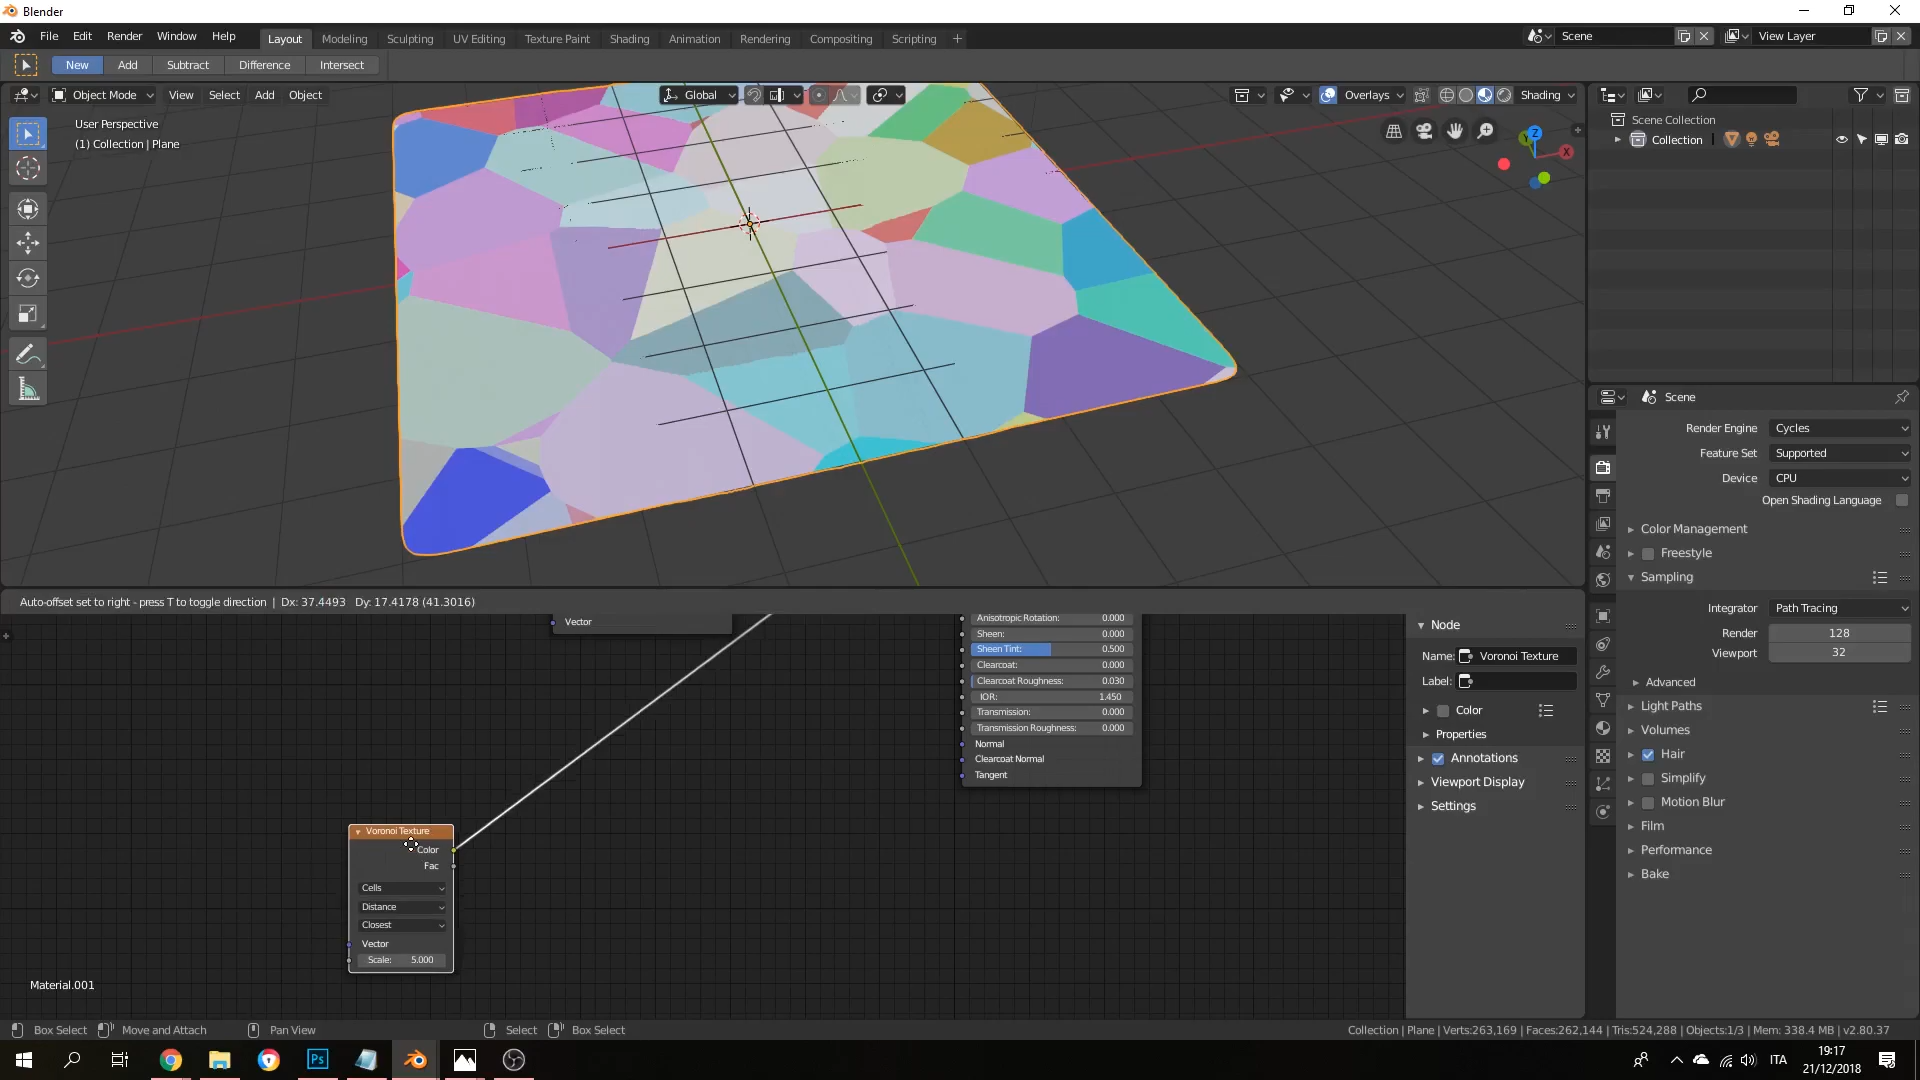 Blender
File Edit Render Window Help Layout Modeling Sculpting UV Editing Texture Paint Shading Animation Rendering Compositing Scripting Scene View Layer
New Add Subtract Difference Intersect
Object Mode View Select Add Object Global Overlays Shading
User Perspective
(1) Collection | Plane
Z
X
Scene Collection
Collection
Scene
Render Engine Cycles
Feature Set Supported
Device CPU
Open Shading Language
Color Management
Freestyle
Sampling
Integrator Path Tracing
Render 128
Viewport 32
Advanced
Light Paths
Volumes
Hair
Simplify
Motion Blur
Film
Performance
Bake
Auto-offset set to right - press T to toggle direction | Dx: 37.4493 Dy: 17.4178 (41.3016)
Vector
Anisotropic Rotation: 0.000
Sheen: 0.000
Sheen Tint: 0.500
Clearcoat: 0.000
Clearcoat Roughness: 0.030
IOR: 1.450
Transmission: 0.000
Transmission Roughness: 0.000
Normal
Clearcoat Normal
Tangent
Node
Name: Voronoi Texture
Label:
Color
Properties
Annotations
Viewport Display
Settings
Voronoi Texture
Color
Fac
Cells
Distance
Closest
Vector
Scale: 5.000
Material.001
Box Select Move and Attach Pan View Select Box Select Collection | Plane | Verts:263,169 | Faces:262,144 | Tris:524,288 | Objects:1/3 | Mem: 338.4 MB | v2.80.37
Ps ITA 19:17
21/12/2018